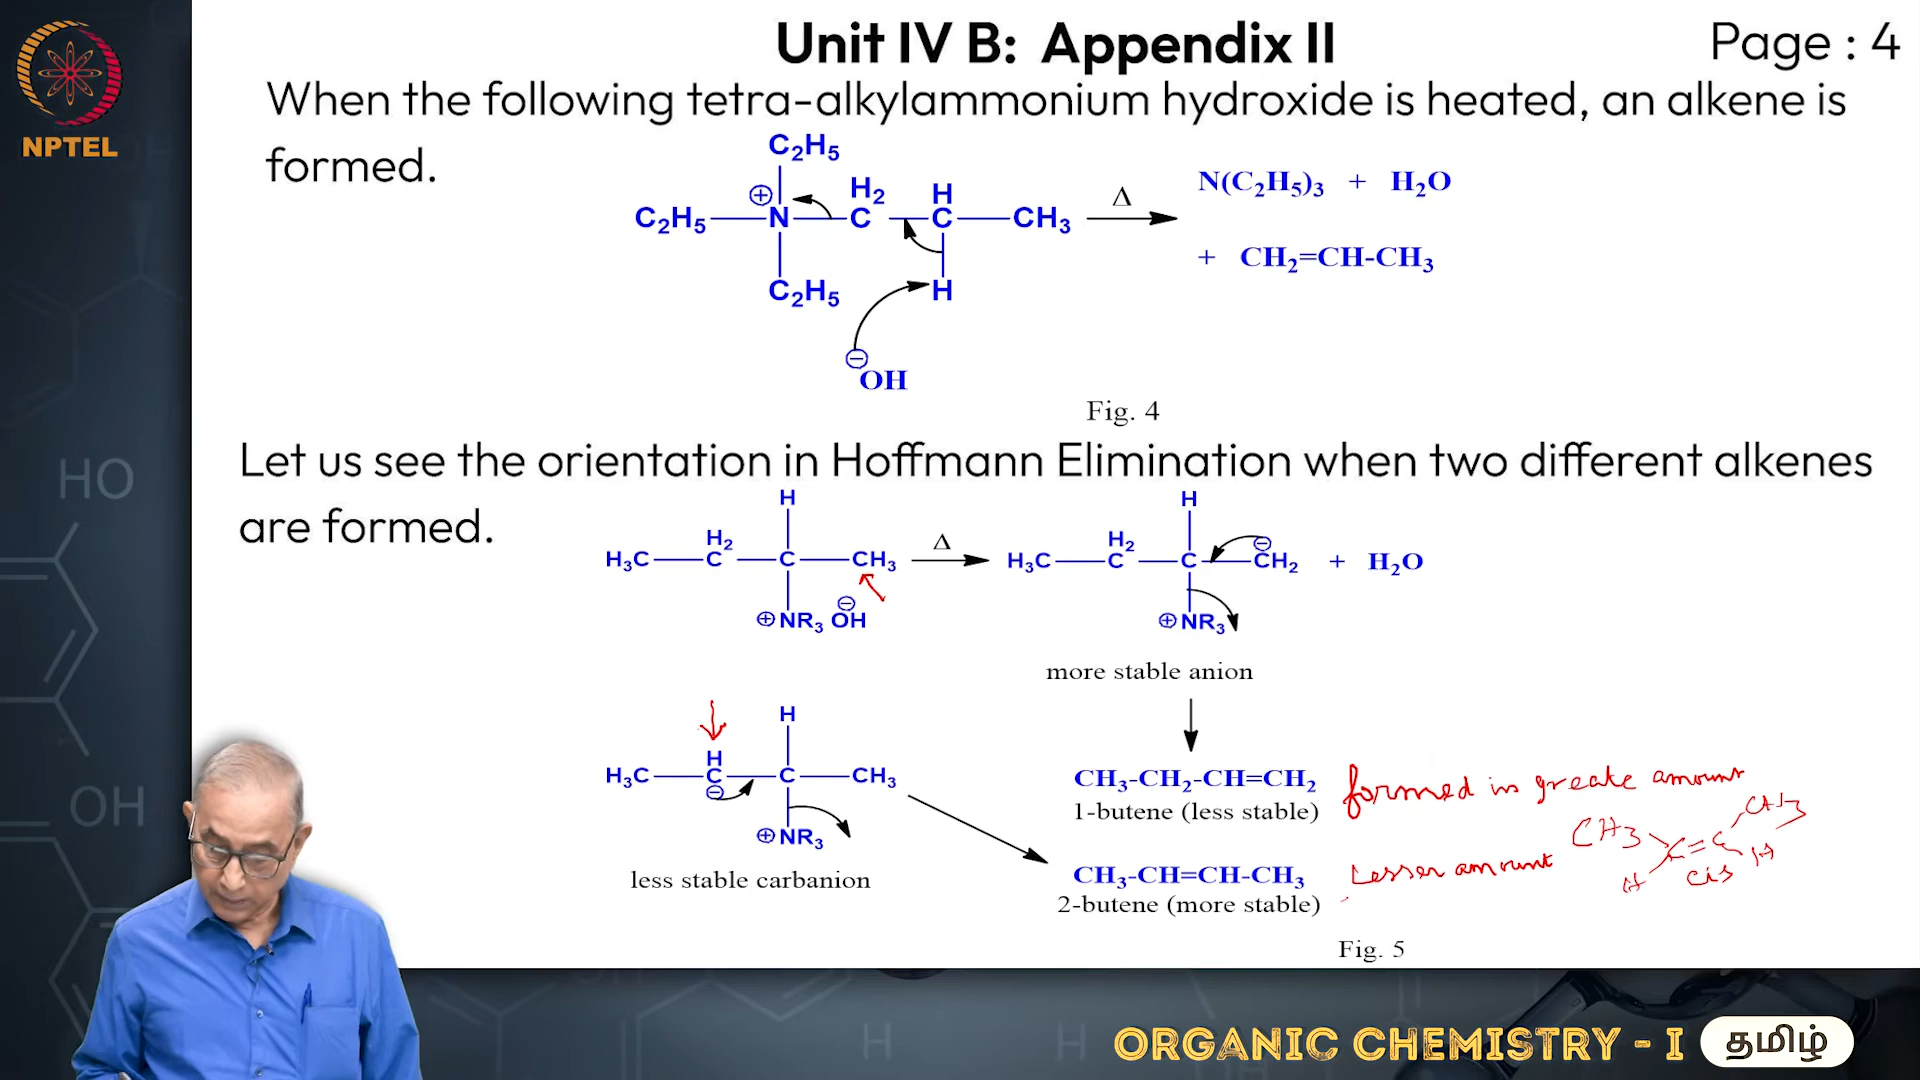 Unit IV B: Appendix II
Page : 4
NPTEL
When the following tetra-alkylammonium hydroxide is heated, an alkene is
formed.
C₂H₅
C₂H₅ ⊕ N H₂ C H C CH₃ Δ N(C₂H₅)₃ + H₂O
+ CH₂=CH-CH₃
C₂H₅ H
⊖
OH
Fig. 4
Let us see the orientation in Hoffmann Elimination when two different alkenes
are formed.
H₃C H₂ C H C CH₃ Δ H₃C H₂ C H C ⊖ CH₂ + H₂O
⊕ NR₃ ⊖ OH ⊕ NR₃
more stable anion
H₃C H C ⊖ H C CH₃
⊕ NR₃
less stable carbanion
CH₃-CH₂-CH=CH₂ formed in greate amount
1-butene (less stable)
CH₃-CH=CH-CH₃ Lesser amount
2-butene (more stable)
CH₃ C=C CH₃
H H
cis
Fig. 5
HO
OH
H
H
ORGANIC CHEMISTRY - I
தமிழ்